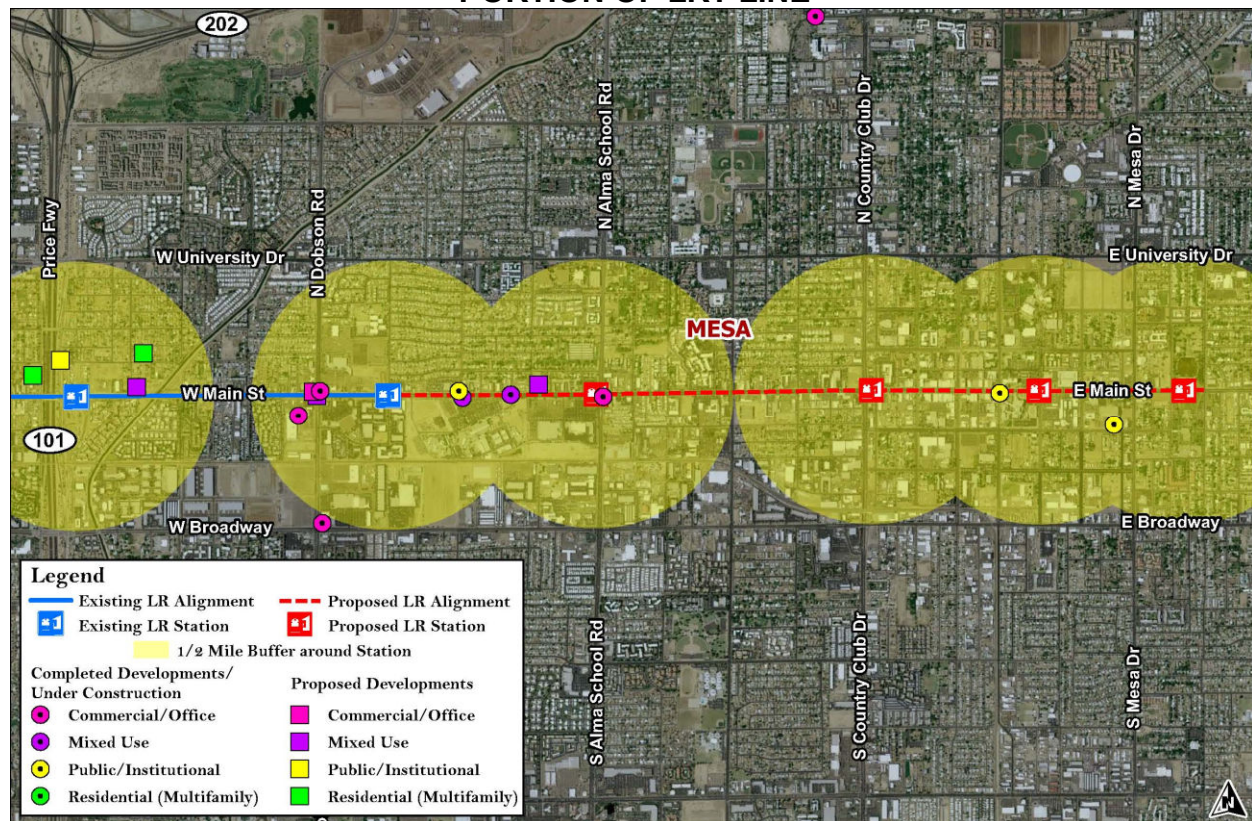 PORTION OF LRT LINE
202
N Alma School Rd
N Country Club Dr
N Mesa Dr
Price Fwy
N Dobson Rd
W University Dr
E University Dr
MESA
W Main St
E Main St
101
W Broadway
E Broadway
S Alma School Rd
S Country Club Dr
S Mesa Dr
Legend
Existing LR Alignment
Proposed LR Alignment
Existing LR Station
Proposed LR Station
1/2 Mile Buffer around Station
Completed Developments/
Under Construction
Proposed Developments
Commercial/Office
Commercial/Office
Mixed Use
Mixed Use
Public/Institutional
Public/Institutional
Residential (Multifamily)
Residential (Multifamily)
N